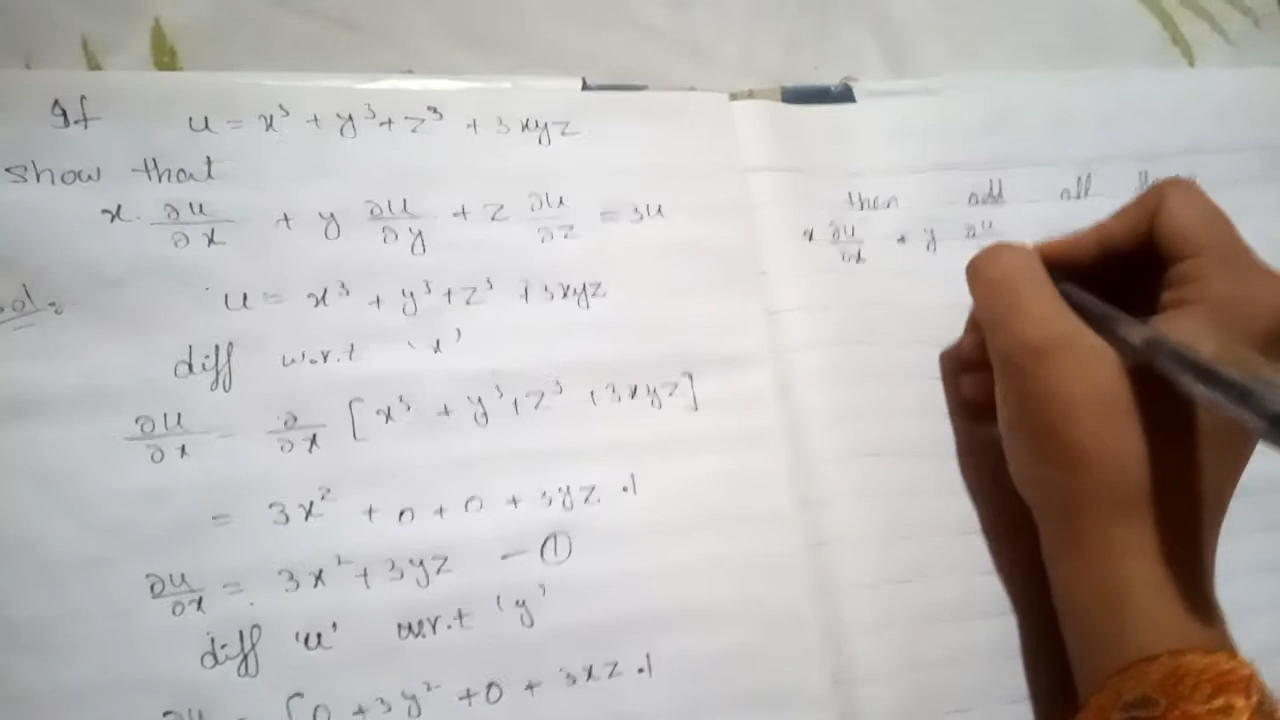 If u = x³ + y³ + z³ + 3xyz
show that
x. ∂u/∂x + y ∂u/∂y + z ∂u/∂z = 3u
u = x³ + y³ + z³ + 3xyz
diff w.r.t 'x'
∂u/∂x = ∂/∂x [x³ + y³ + z³ + 3xyz]
= 3x² + 0 + 0 + 3yz .1
∂u/∂x = 3x² + 3yz — ①
diff 'u' w.r.t 'y'
[0 + 3y² + 0 + 3xz .1
then add all
x ∂u/∂x + y ∂u